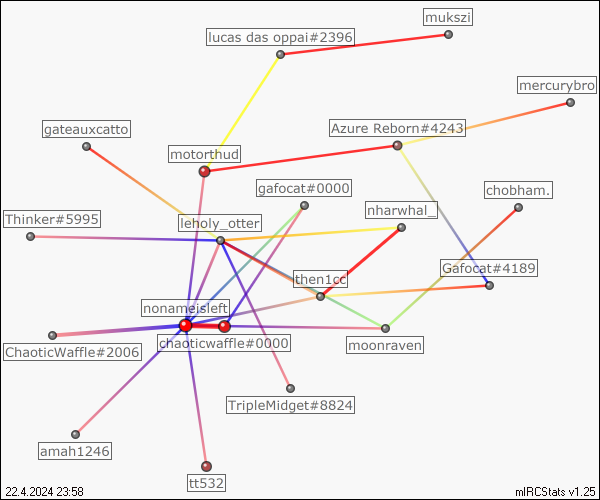 mukszi
lucas das oppai#2396
mercurybro
gateauxcatto
Azure Reborn#4243
motorthud
gafocat#0000
chobham.
Thinker#5995
leholy_otter
nharwhal_
Gafocat#4189
then1cc
nonameisleft
ChaoticWaffle#2006
chaoticwaffle#0000
moonraven
TripleMidget#8824
amah1246
tt532
22.4.2024 23:58
mIRCStats v1.25